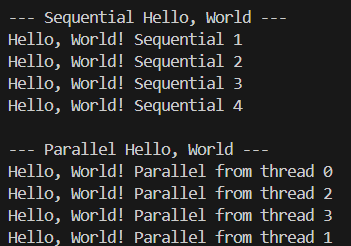 --- Sequential Hello, World ---
Hello, World! Sequential 1
Hello, World! Sequential 2
Hello, World! Sequential 3
Hello, World! Sequential 4

--- Parallel Hello, World ---
Hello, World! Parallel from thread 0
Hello, World! Parallel from thread 2
Hello, World! Parallel from thread 3
Hello, World! Parallel from thread 1